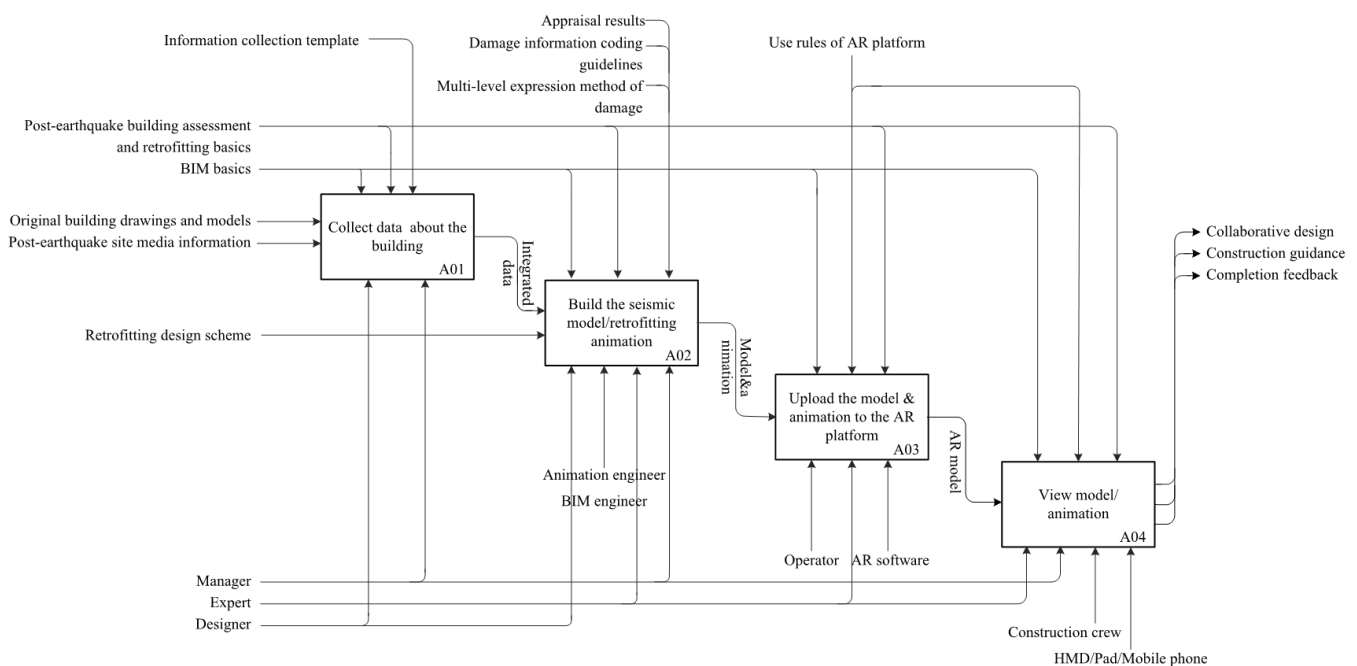 Appraisal results
Information collection template
Damage information coding
guidelines
Use rules of AR platform
Multi-level expression method of
damage
Post-earthquake building assessment
and retrofitting basics
BIM basics
Original building drawings and models
Post-earthquake site media information
Collect data about the
building
A01
Integrated
data
Collaborative design
Construction guidance
Completion feedback
Retrofitting design scheme
Build the seismic
model/retrofitting
animation
A02
Model&a
nimation
Upload the model &
animation to the AR
platform
A03
AR model
View model/
animation
A04
Animation engineer
BIM engineer
Operator
AR software
Manager
Expert
Designer
Construction crew
HMD/Pad/Mobile phone